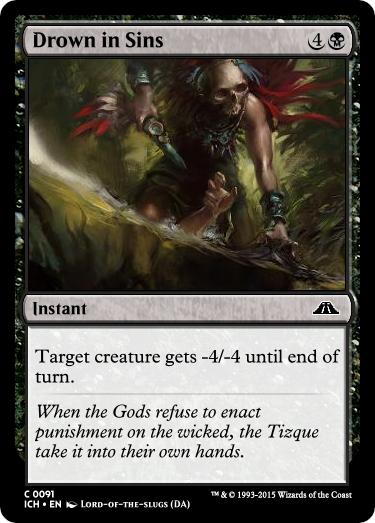 Drown in Sins 4
Instant
Target creature gets -4/-4 until end of
turn.
When the Gods refuse to enact
punishment on the wicked, the Tizque
take it into their own hands.
C 0091
ICH • EN Lord-of-the-slugs (DA)
™ & © 1993-2015 Wizards of the Coast